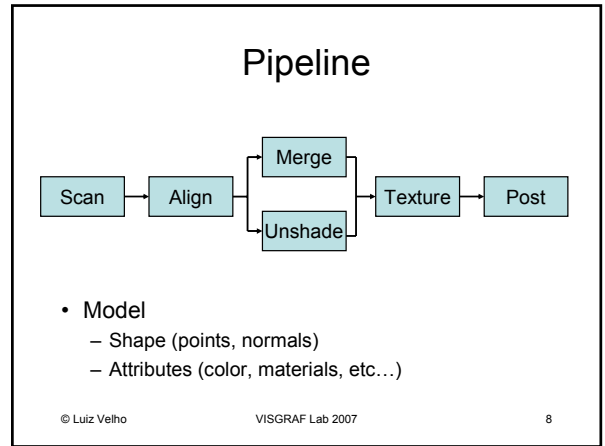 Pipeline
Merge
Scan
Align
Texture
Post
Unshade
• Model
– Shape (points, normals)
– Attributes (color, materials, etc…)
© Luiz Velho
VISGRAF Lab 2007
8